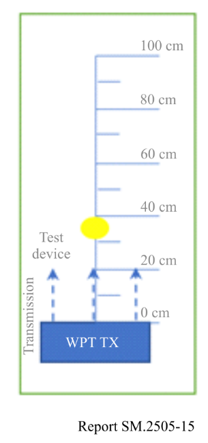 100 cm
80 cm
60 cm
40 cm
Test
device
20 cm
Transmission
0 cm
WPT TX
Report SM.2505-15